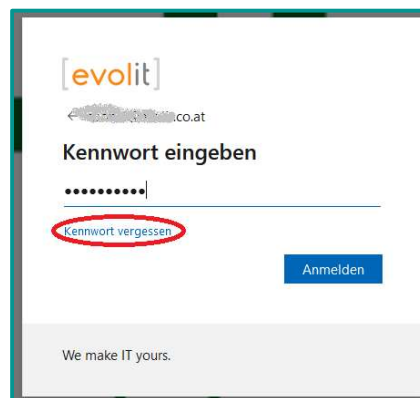 [evolit]
← .co.at
Kennwort eingeben
••••••••••
Kennwort vergessen
Anmelden
We make IT yours.